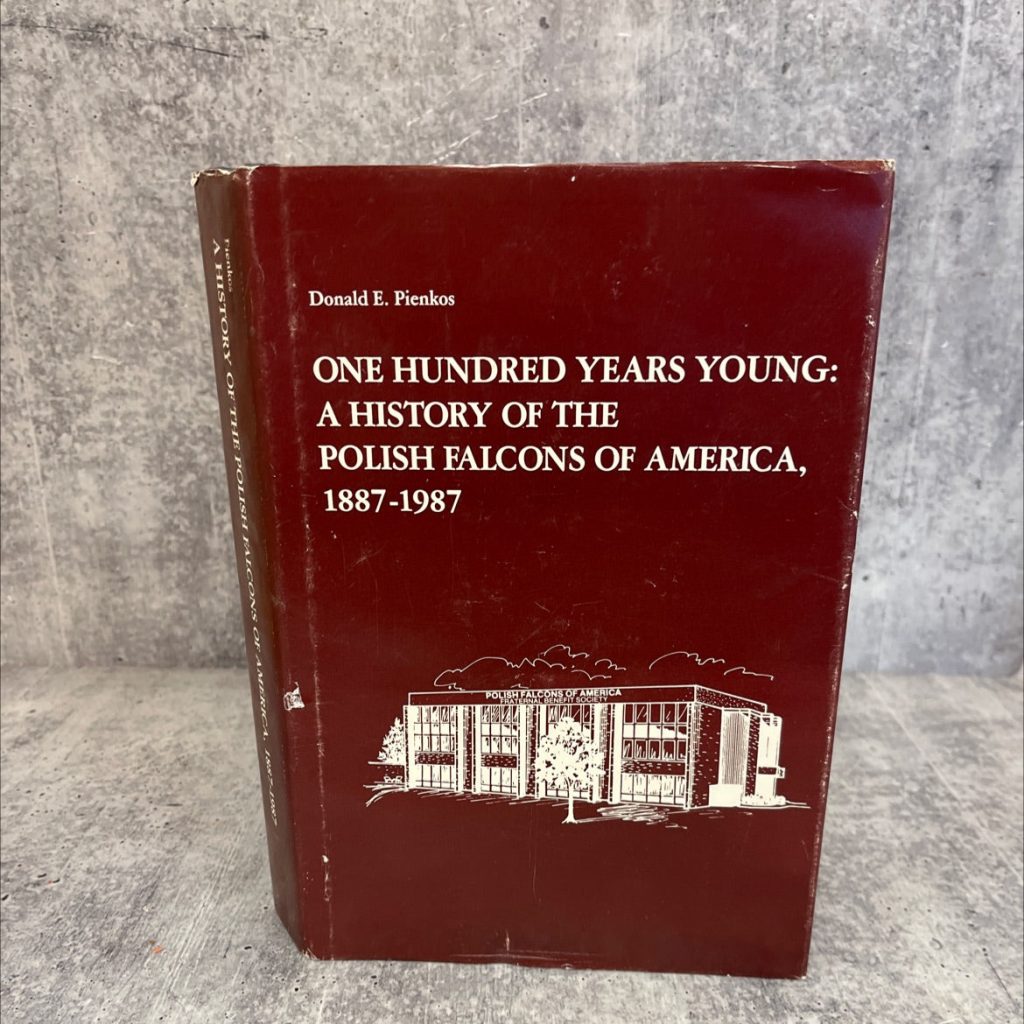 Donald E. Pienkos
ONE HUNDRED YEARS YOUNG:
A HISTORY OF THE
POLISH FALCONS OF AMERICA,
1887-1987
POLISH FALCONS OF AMERICA
FRATERNAL BENEFIT SOCIETY
Pienkos
A HISTORY OF THE POLISH FALCONS OF AMERICA, 1887-1987